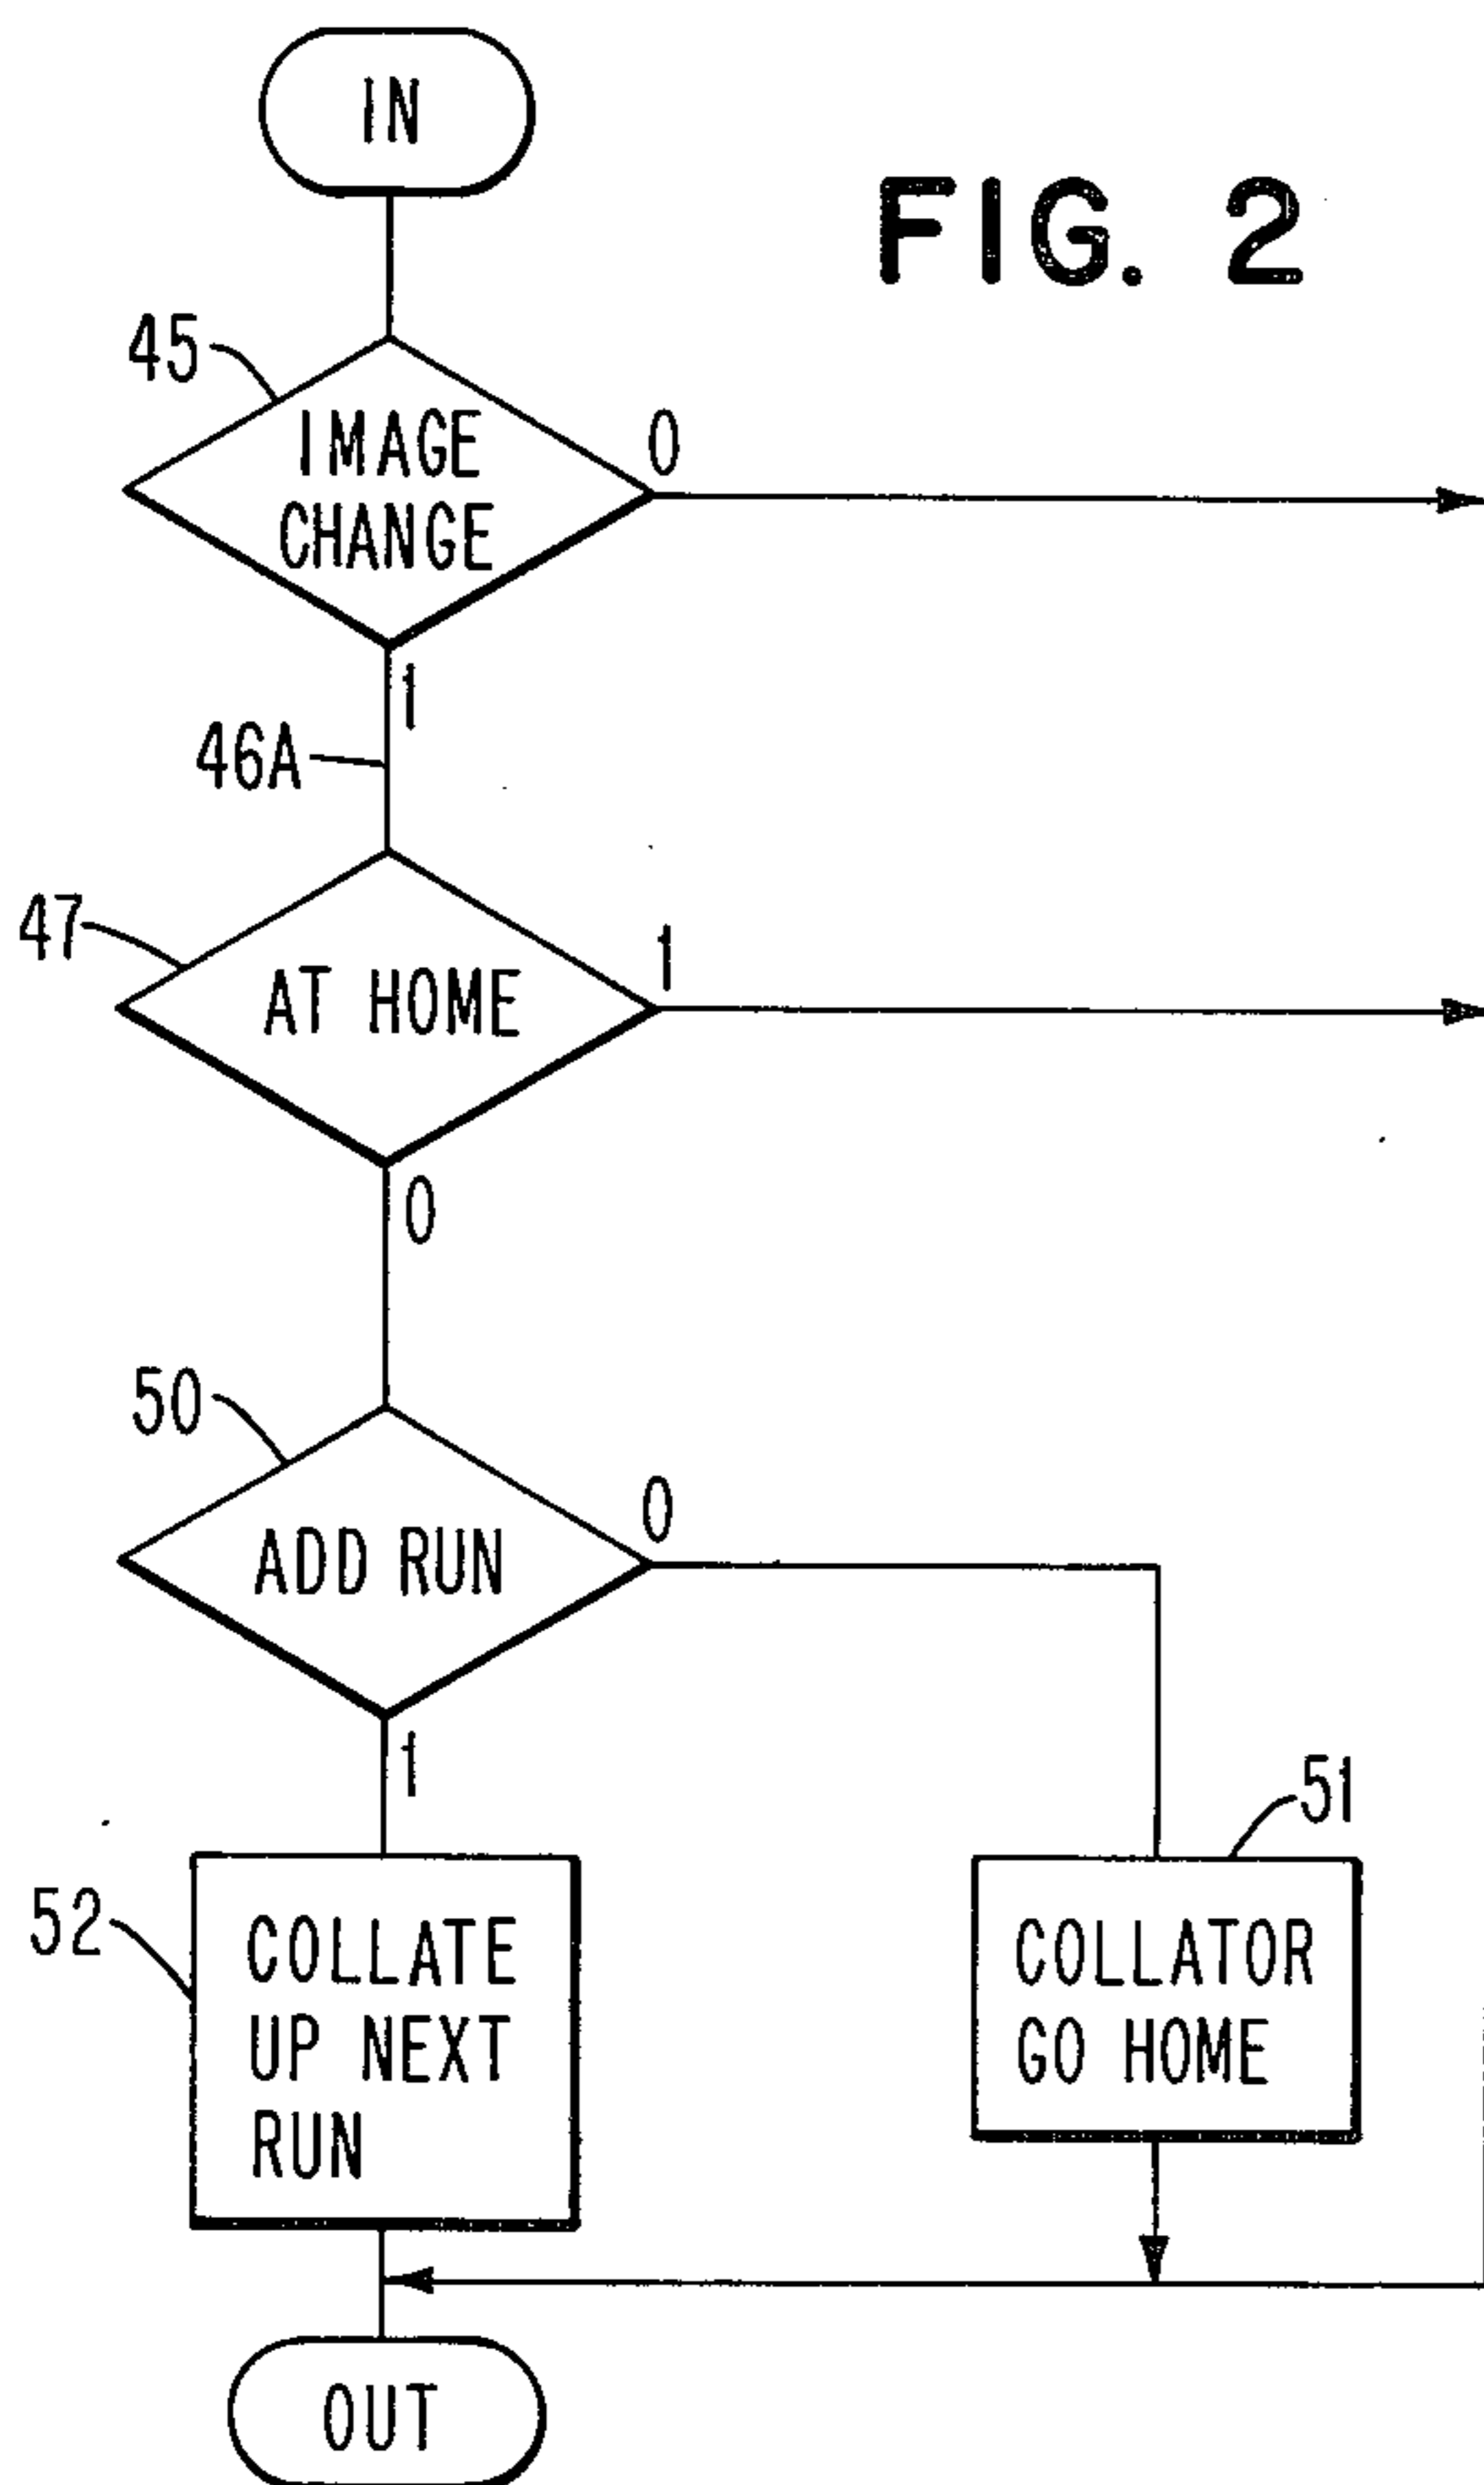 IN
FIG. 2
45
IMAGE
CHANGE
0
1
46A
47
AT HOME
1
0
50
ADD RUN
0
1
51
52
COLLATE
UP NEXT
RUN
COLLATOR
GO HOME
OUT